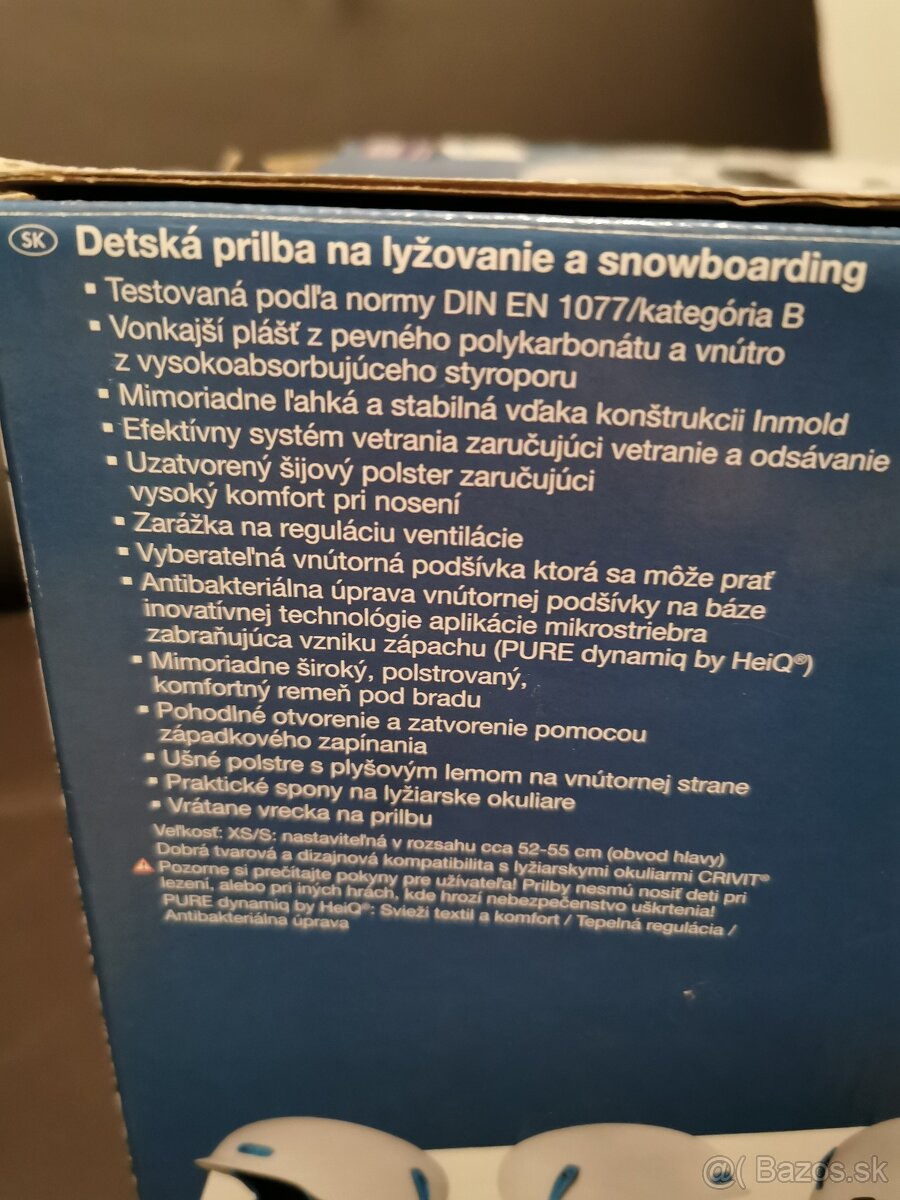 SK Detská prilba na lyžovanie a snowboarding
▪ Testovaná podľa normy DIN EN 1077/kategória B
▪ Vonkajší plášť z pevného polykarbonátu a vnútro
z vysokoabsorbujúceho styroporu
▪ Mimoriadne ľahká a stabilná vďaka konštrukcii Inmold
▪ Efektívny systém vetrania zaručujúci vetranie a odsávanie
▪ Uzatvorený šijový polster zaručujúci
vysoký komfort pri nosení
▪ Zarážka na reguláciu ventilácie
▪ Vyberateľná vnútorná podšívka ktorá sa môže prať
▪ Antibakteriálna úprava vnútornej podšívky na báze
inovatívnej technológie aplikácie mikrostriebra
zabraňujúca vzniku zápachu (PURE dynamiq by HeiQ®)
▪ Mimoriadne široký, polstrovaný,
komfortný remeň pod bradu
▪ Pohodlné otvorenie a zatvorenie pomocou
západkového zapínania
▪ Ušné polstre s plyšovým lemom na vnútornej strane
▪ Praktické spony na lyžiarske okuliare
▪ Vrátane vrecka na prilbu
Veľkosť: XS/S: nastaviteľná v rozsahu cca 52-55 cm (obvod hlavy)
Dobrá tvarová a dizajnová kompatibilita s lyžiarskymi okuliarmi CRIVIT®
Pozorne si prečítajte pokyny pre užívateľa! Prilby nesmú nosiť deti pri
lezení, alebo pri iných hrách, kde hrozí nebezpečenstvo uškrtenia!
PURE dynamiq by HeiQ®: Svieži textil a komfort / Tepelná regulácia /
Antibakteriálna úprava
@( Bazos.sk